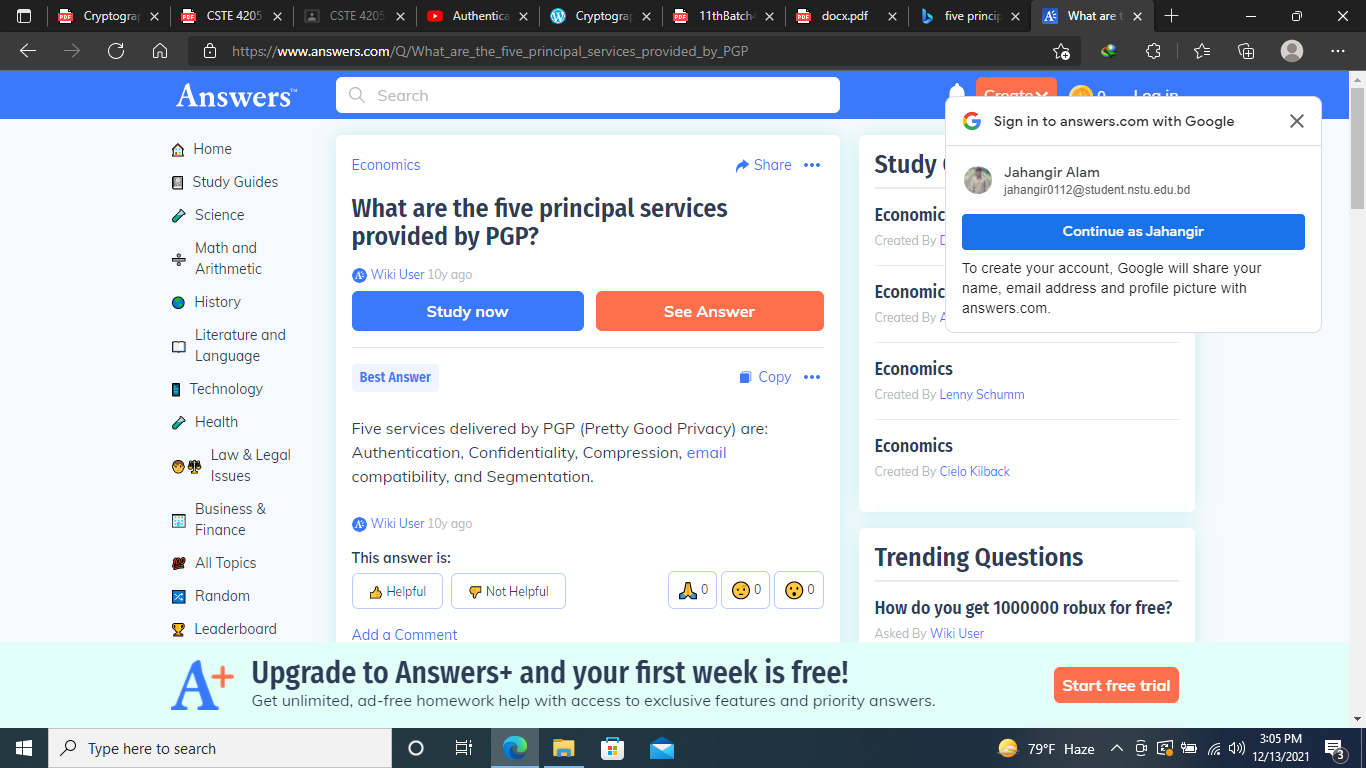 Cryptograp
CSTE 4205
CSTE 4205
Authentica
Cryptograp
11thBatch4
docx.pdf
five princip
What are t
https://www.answers.com/Q/What_are_the_five_principal_services_provided_by_PGP
Answers™
Search
Create
0
Log in
Sign in to answers.com with Google
Jahangir Alam
jahangir0112@student.nstu.edu.bd
Continue as Jahangir
To create your account, Google will share your
name, email address and profile picture with
answers.com.
Home
Study Guides
Science
Math and
Arithmetic
History
Literature and
Language
Technology
Health
Law & Legal
Issues
Business &
Finance
All Topics
Random
Leaderboard
Economics
Share
What are the five principal services
provided by PGP?
Wiki User 10y ago
Study now
See Answer
Best Answer
Copy
Five services delivered by PGP (Pretty Good Privacy) are:
Authentication, Confidentiality, Compression, email
compatibility, and Segmentation.
Wiki User 10y ago
This answer is:
Helpful
Not Helpful
0
0
0
Add a Comment
Study
Economic
Created By
Economic
Created By
Economics
Created By Lenny Schumm
Economics
Created By Cielo Kilback
Trending Questions
How do you get 1000000 robux for free?
Asked By Wiki User
A+
Upgrade to Answers+ and your first week is free!
Get unlimited, ad-free homework help with access to exclusive features and priority answers.
Start free trial
Type here to search
79°F Haze
3:05 PM
12/13/2021
3